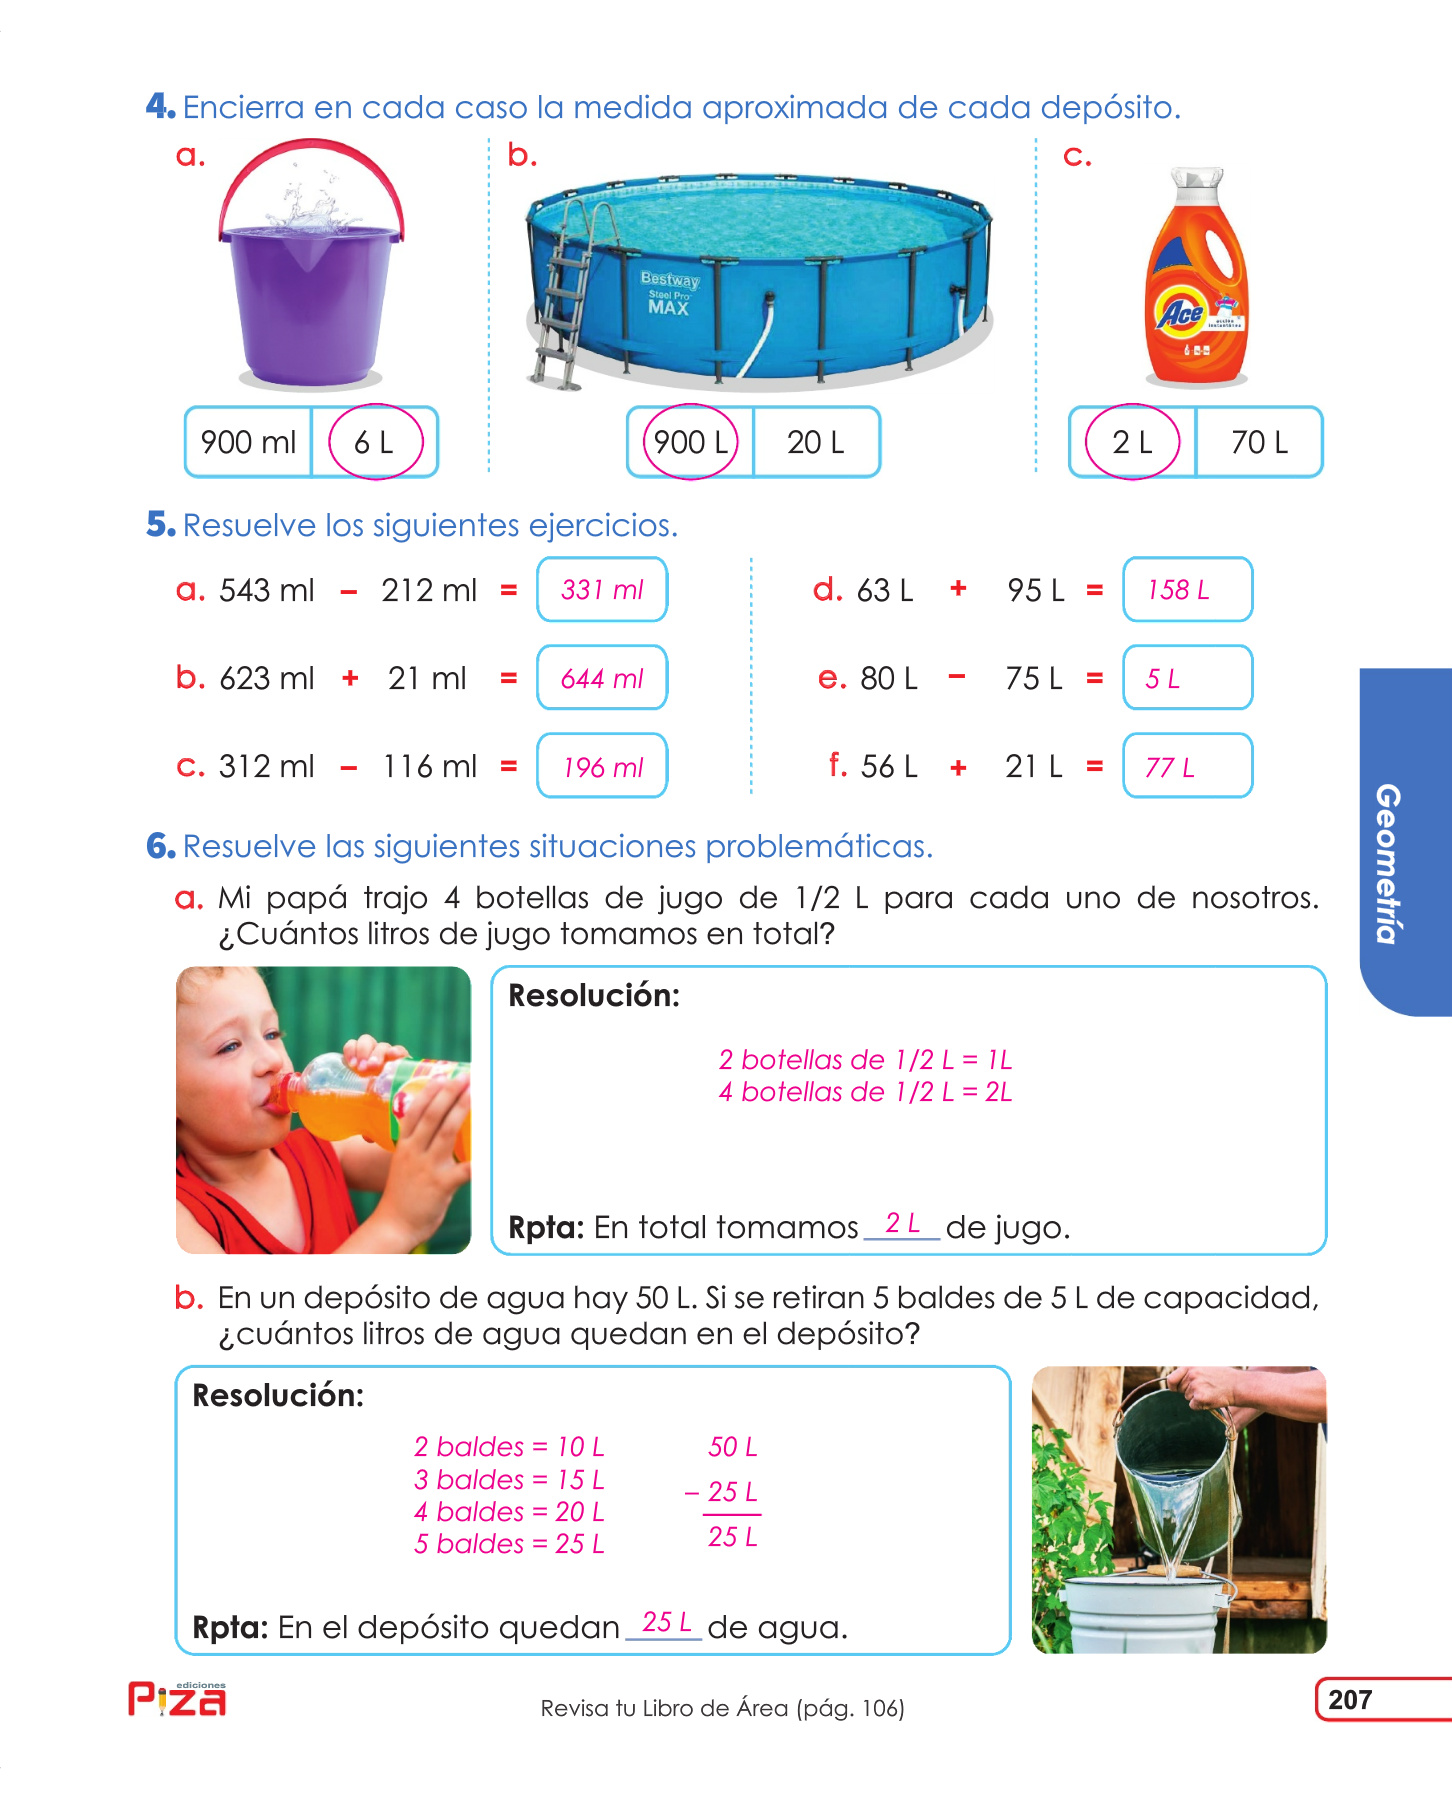 4. Encierra en cada caso la medida aproximada de cada depósito.
a.
b.
c.
Bestway
Steel Pro
MAX
Ace
acción
instantánea
900 ml
6 L
900 L
20 L
2 L
70 L
5. Resuelve los siguientes ejercicios.
a. 543 ml – 212 ml = 331 ml
d. 63 L + 95 L = 158 L
b. 623 ml + 21 ml = 644 ml
e. 80 L – 75 L = 5 L
c. 312 ml – 116 ml = 196 ml
f. 56 L + 21 L = 77 L
Geometría
6. Resuelve las siguientes situaciones problemáticas.
a. Mi papá trajo 4 botellas de jugo de 1/2 L para cada uno de nosotros.
¿Cuántos litros de jugo tomamos en total?
Resolución:
2 botellas de 1/2 L = 1L
4 botellas de 1/2 L = 2L
Rpta: En total tomamos 2 L de jugo.
b. En un depósito de agua hay 50 L. Si se retiran 5 baldes de 5 L de capacidad,
¿cuántos litros de agua quedan en el depósito?
Resolución:
2 baldes = 10 L
3 baldes = 15 L
4 baldes = 20 L
5 baldes = 25 L
50 L
– 25 L
25 L
Rpta: En el depósito quedan 25 L de agua.
ediciones
Piza
Revisa tu Libro de Área (pág. 106)
207